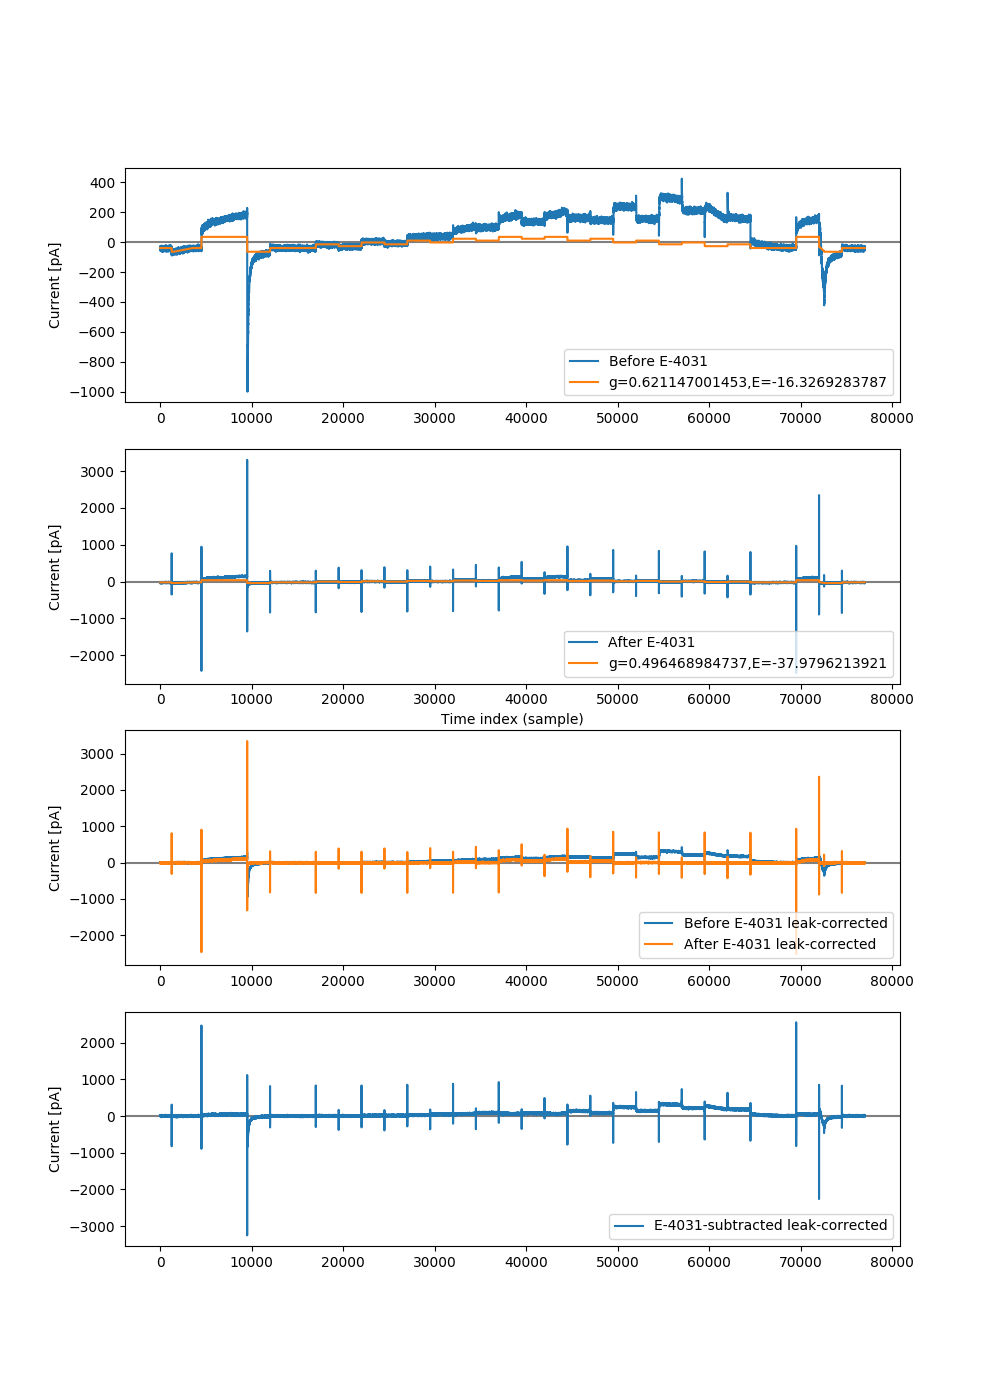 400
200
0
−200
−400
−600
−800
−1000
Current [pA]
Before E-4031
g=0.621147001453,E=-16.3269283787
0 10000 20000 30000 40000 50000 60000 70000 80000
3000
2000
1000
0
−1000
−2000
Current [pA]
After E-4031
g=0.496468984737,E=-37.9796213921
0 10000 20000 30000 40000 50000 60000 70000 80000
Time index (sample)
3000
2000
1000
0
−1000
−2000
Current [pA]
Before E-4031 leak-corrected
After E-4031 leak-corrected
0 10000 20000 30000 40000 50000 60000 70000 80000
2000
1000
0
−1000
−2000
−3000
Current [pA]
E-4031-subtracted leak-corrected
0 10000 20000 30000 40000 50000 60000 70000 80000